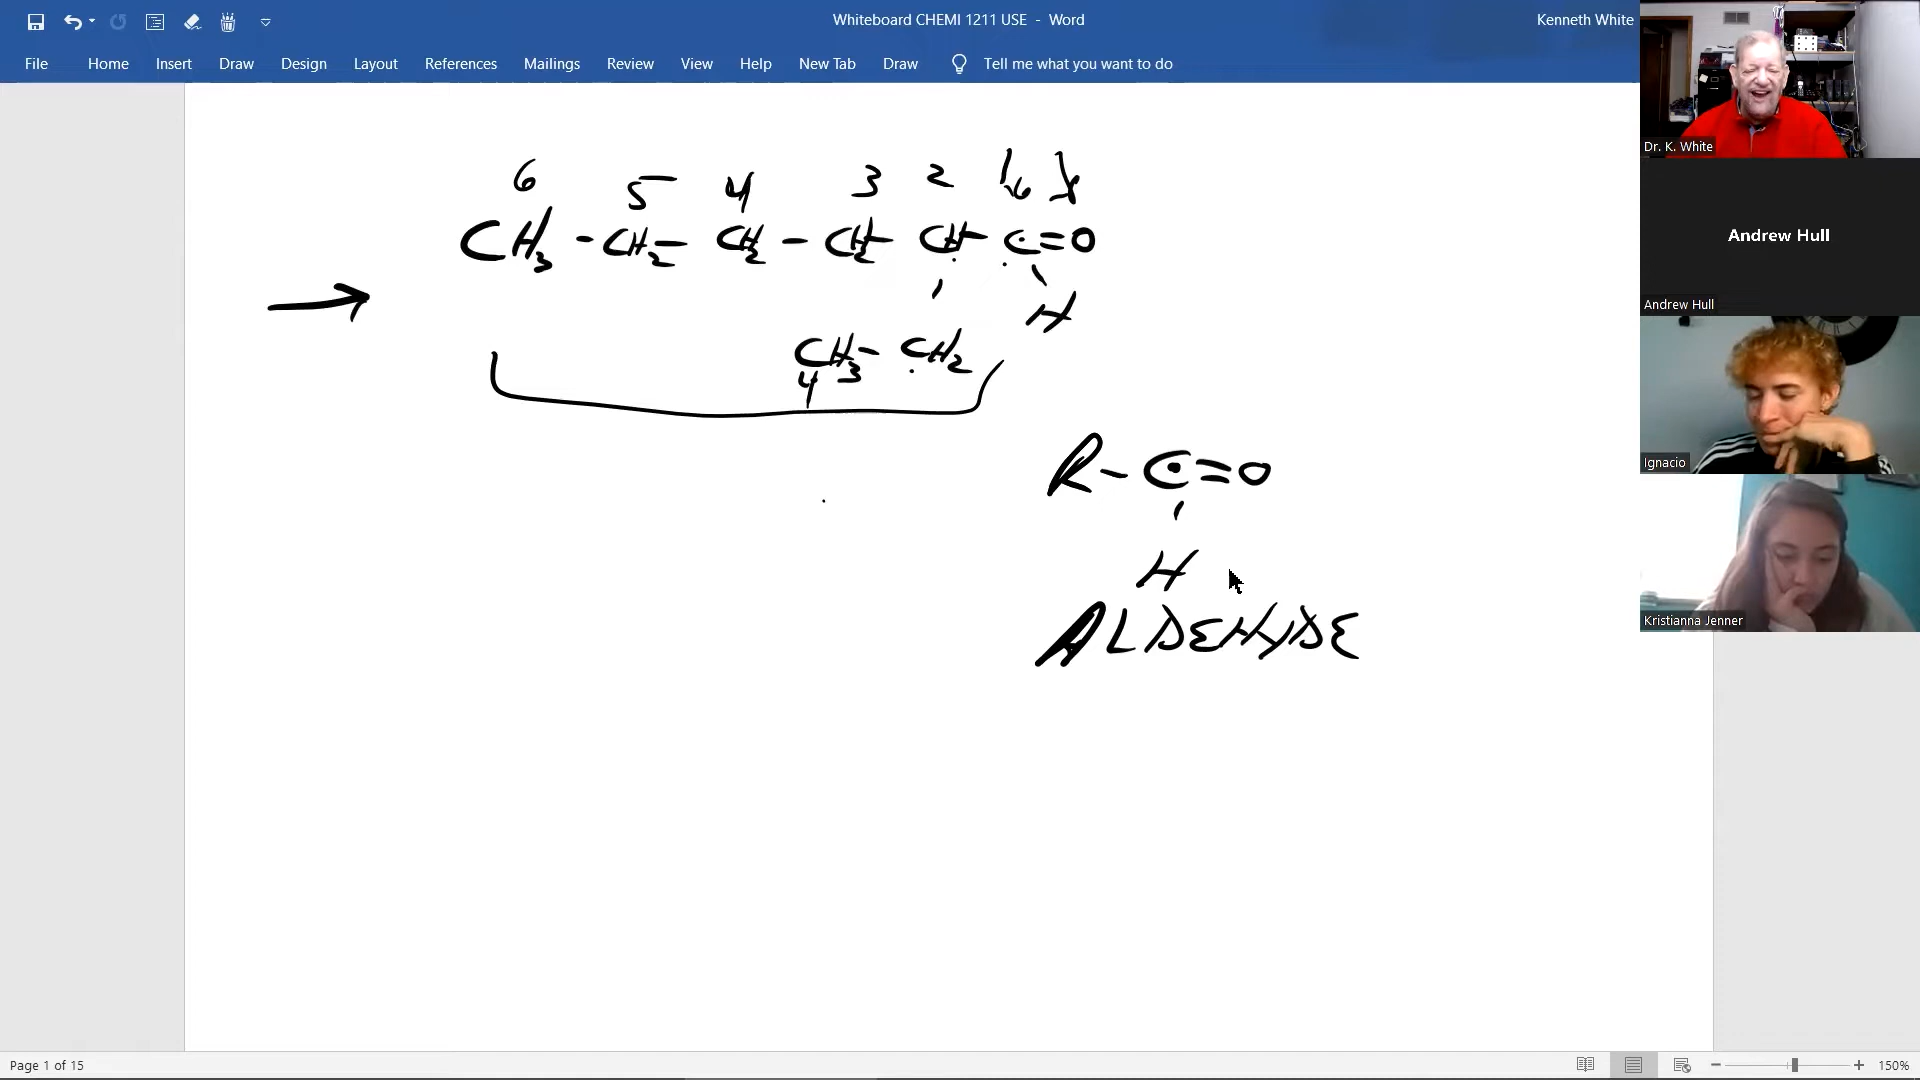 Whiteboard CHEMI 1211 USE - Word
Kenneth White
File Home Insert Draw Design Layout References Mailings Review View Help New Tab Draw Tell me what you want to do
Dr. K. White
Andrew Hull
Andrew Hull
Ignacio
Kristianna Jenner
6 5 4 3 2 1
CH3 - CH2 - CH2 - CH2 - CH - C=O
H
CH3 - CH2
4
R - C=O
H
ALDEHYDE
Page 1 of 15
150%